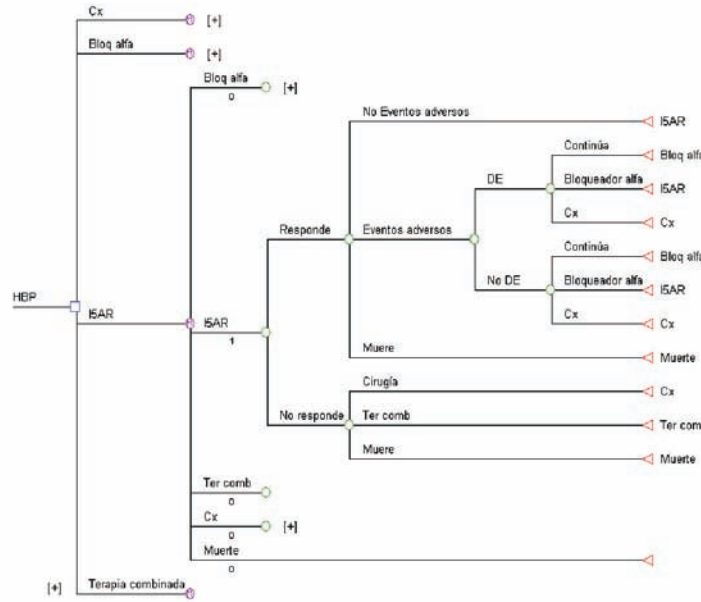 Cx
[+]
Bloq alfa
[+]
Bloq alfa
0
[+]
No Eventos adversos
I5AR
Continúa
Bloq alfa
DE
Bloqueador alfa
I5AR
Cx
Cx
Responde
Eventos adversos
Continúa
Bloq alfa
No DE
Bloqueador alfa
I5AR
Cx
Cx
HBP
I5AR
I5AR
1
Muere
Muerte
Cirugía
Cx
No responde
Ter comb
Ter com
Muere
Muerte
Ter comb
0
Cx
0
[+]
Muerte
0
[+]
Terapia combinada